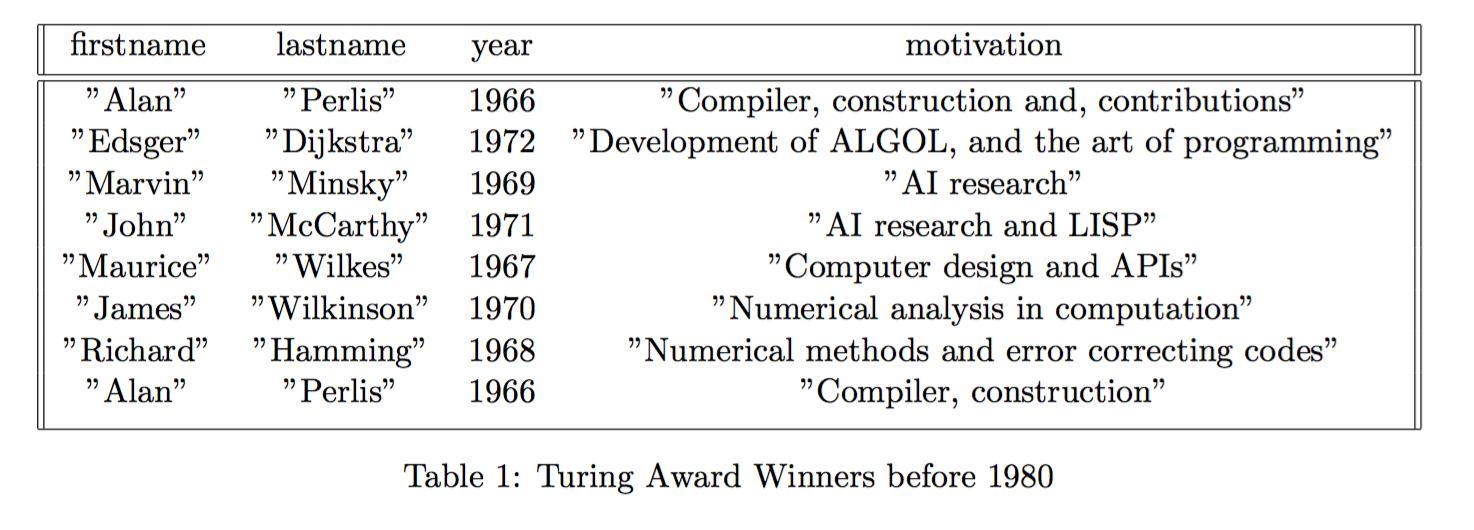 firstname lastname year motivation
"Alan" "Perlis" 1966 "Compiler, construction and, contributions"
"Edsger" "Dijkstra" 1972 "Development of ALGOL, and the art of programming"
"Marvin" "Minsky" 1969 "AI research"
"John" "McCarthy" 1971 "AI research and LISP"
"Maurice" "Wilkes" 1967 "Computer design and APIs"
"James" "Wilkinson" 1970 "Numerical analysis in computation"
"Richard" "Hamming" 1968 "Numerical methods and error correcting codes"
"Alan" "Perlis" 1966 "Compiler, construction"
Table 1: Turing Award Winners before 1980